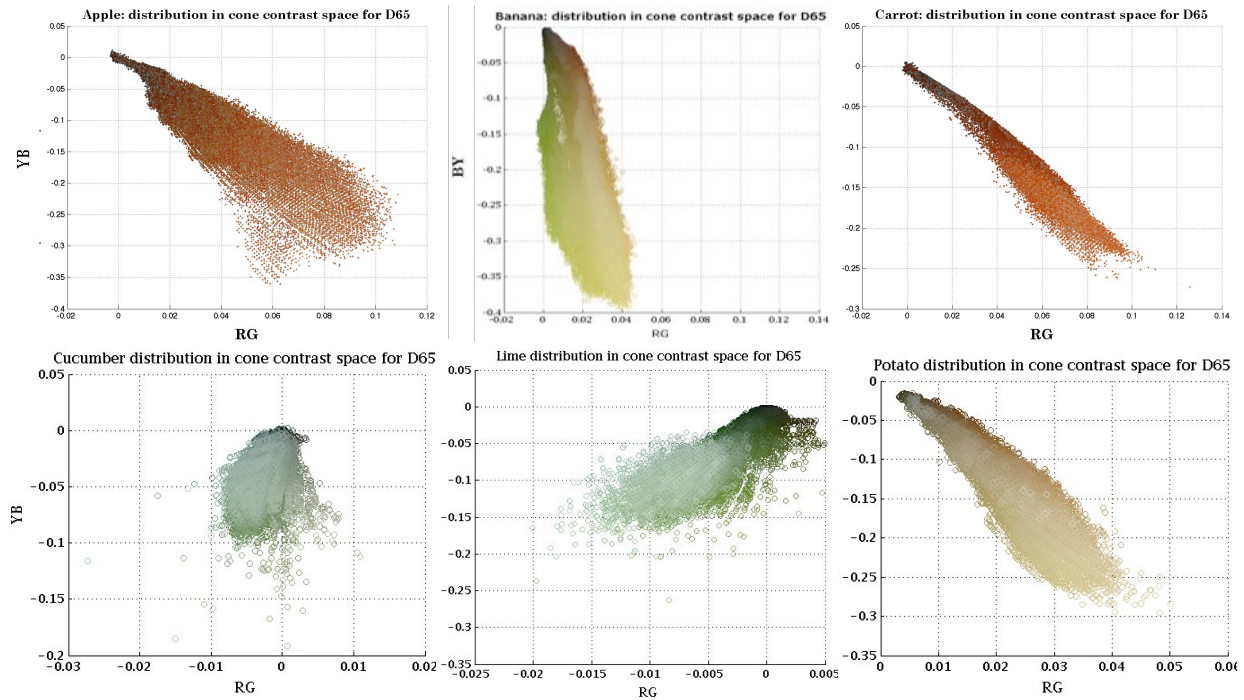 Apple: distribution in cone contrast space for D65
0.05
0
-0.05
-0.1
-0.15
-0.2
-0.25
-0.3
-0.35
-0.4
YB
-0.02 0 0.02 0.04 0.06 0.08 0.1 0.12
RG
Banana: distribution in cone contrast space for D65
0
-0.05
-0.1
-0.15
-0.2
-0.25
-0.3
-0.35
-0.4
BY
-0.02 0 0.02 0.04 0.06 0.08 0.1 0.12 0.14
RG
Carrot: distribution in cone contrast space for D65
0.05
0
-0.05
-0.1
-0.15
-0.2
-0.25
-0.3
-0.02 0 0.02 0.04 0.06 0.08 0.1 0.12 0.14
RG
Cucumber distribution in cone contrast space for D65
0.05
0
−0.05
−0.1
−0.15
−0.2
YB
−0.03 −0.02 −0.01 0 0.01 0.02
RG
Lime distribution in cone contrast space for D65
0.05
0
−0.05
−0.1
−0.15
−0.2
−0.25
−0.3
−0.35
−0.025 −0.02 −0.015 −0.01 −0.005 0 0.005
RG
Potato distribution in cone contrast space for D65
0
−0.05
−0.1
−0.15
−0.2
−0.25
−0.3
−0.35
0 0.01 0.02 0.03 0.04 0.05 0.06
RG